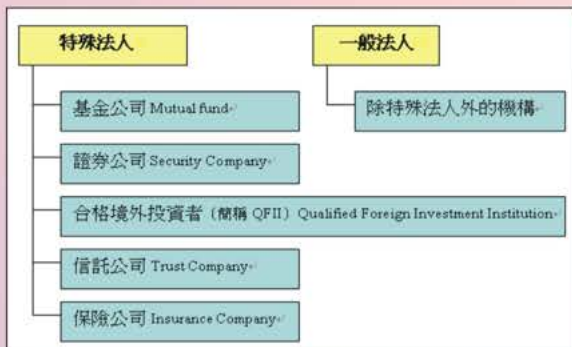 特殊法人
基金公司 Mutual fund
證券公司 Security Company
合格境外投資者（簡稱 QFII）Qualified Foreign Investment Institution
信託公司 Trust Company
保險公司 Insurance Company
一般法人
除特殊法人外的機構